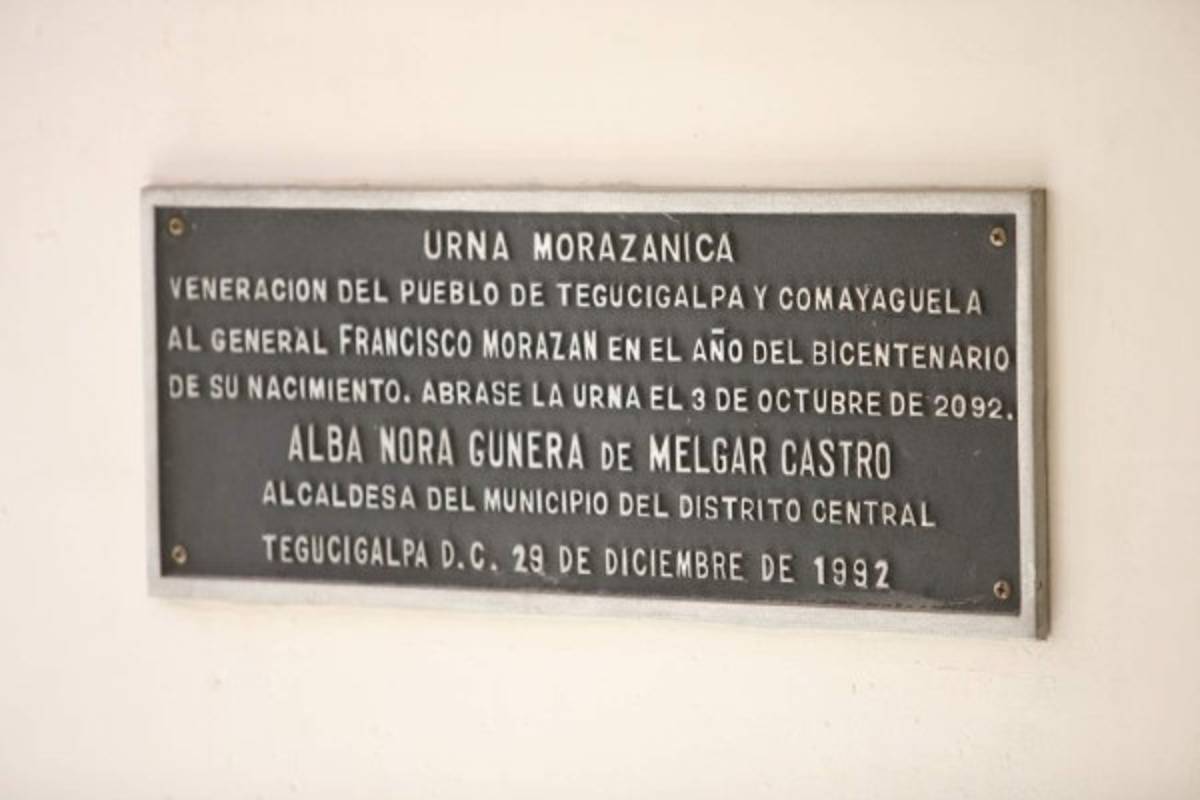 URNA MORAZANICA
VENERACION DEL PUEBLO DE TEGUCIGALPA Y COMAYAGUELA
AL GENERAL FRANCISCO MORAZAN EN EL AÑO DEL BICENTENARIO
DE SU NACIMIENTO. ABRASE LA URNA EL 3 DE OCTUBRE DE 2092.
ALBA NORA GUNERA DE MELGAR CASTRO
ALCALDESA DEL MUNICIPIO DEL DISTRITO CENTRAL
TEGUCIGALPA D.C. 29 DE DICIEMBRE DE 1992